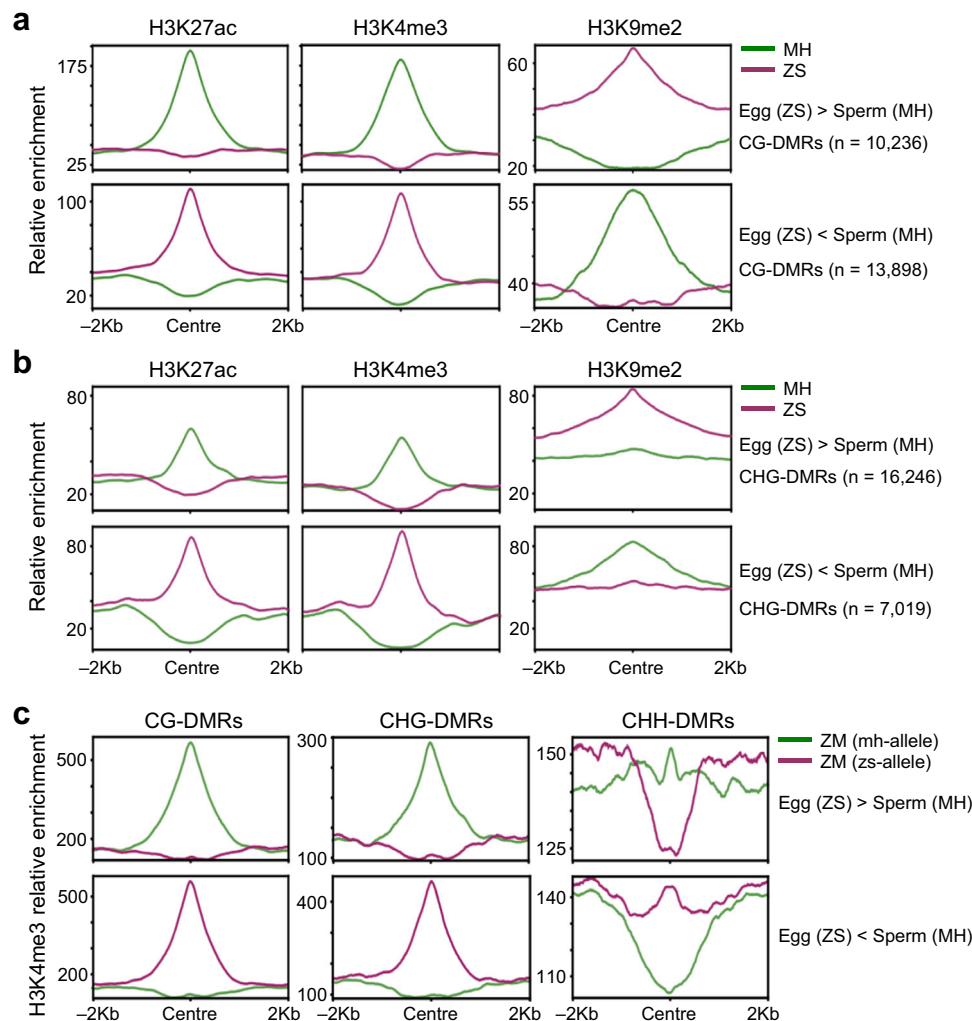 a
H3K27ac H3K4me3 H3K9me2
MH
ZS
175
25
60
20
Egg (ZS) > Sperm (MH)
CG-DMRs (n = 10,236)
Relative enrichment
100
20
55
40
Egg (ZS) < Sperm (MH)
CG-DMRs (n = 13,898)
–2Kb Centre 2Kb –2Kb Centre 2Kb
b
H3K27ac H3K4me3 H3K9me2
MH
ZS
80
20
80
20
Egg (ZS) > Sperm (MH)
CHG-DMRs (n = 16,246)
Relative enrichment
80
20
80
20
Egg (ZS) < Sperm (MH)
CHG-DMRs (n = 7,019)
–2Kb Centre 2Kb –2Kb Centre 2Kb
c
CG-DMRs CHG-DMRs CHH-DMRs
ZM (mh-allele)
ZM (zs-allele)
500
200
300
100
150
125
Egg (ZS) > Sperm (MH)
H3K4me3 relative enrichment
500
200
400
100
140
110
Egg (ZS) < Sperm (MH)
–2Kb Centre 2Kb Centre 2Kb –2Kb Centre 2Kb